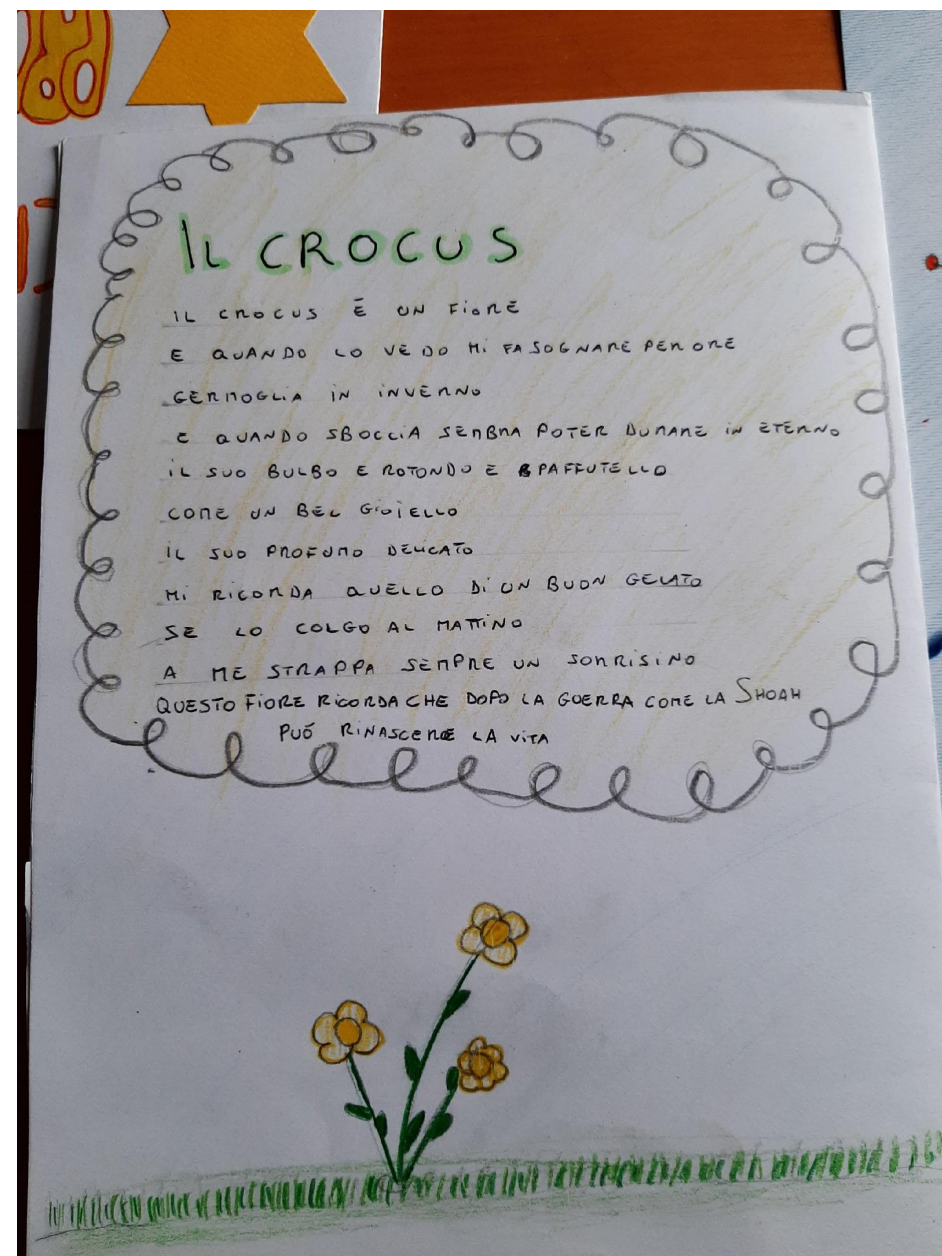 IL CROCUS
IL CROCUS È UN FIORE
E QUANDO LO VEDO MI FA SOGNARE PER ORE
GERMOGLIA IN INVERNO
E QUANDO SBOCCIA SEMBRA POTER DURARE IN ETERNO
IL SUO BULBO E ROTONDO E PAFFUTELLO
COME UN BEL GIOIELLO
IL SUO PROFUMO DELICATO
MI RICORDA QUELLO DI UN BUON GELATO
SE LO COLGO AL MATTINO
A ME STRAPPA SEMPRE UN SORRISINO
QUESTO FIORE RICORDA CHE DOPO LA GUERRA COME LA SHOAH
PUÓ RINASCERE LA VITA